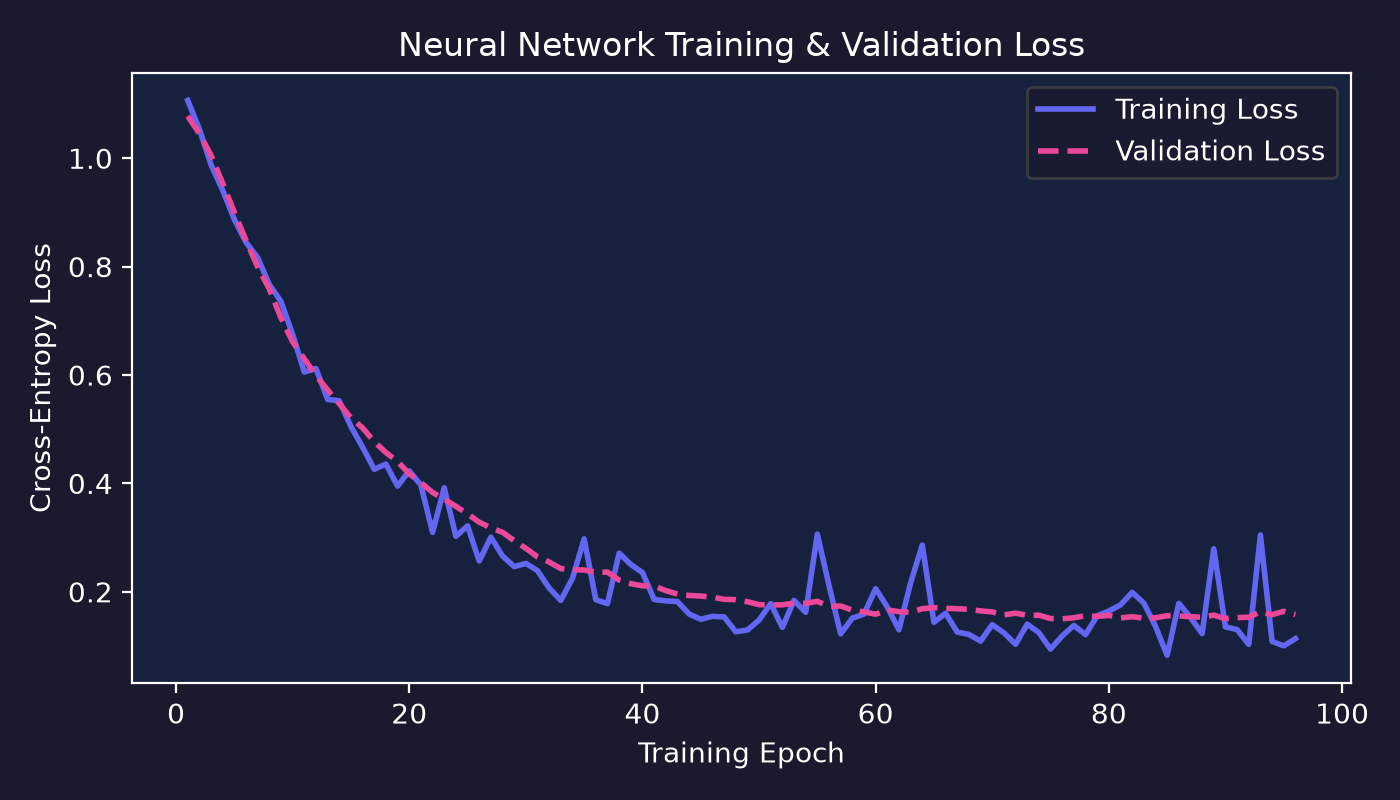 Neural Network Training & Validation Loss
Training Loss
Validation Loss
Cross-Entropy Loss
1.0
0.8
0.6
0.4
0.2
0 20 40 60 80 100
Training Epoch